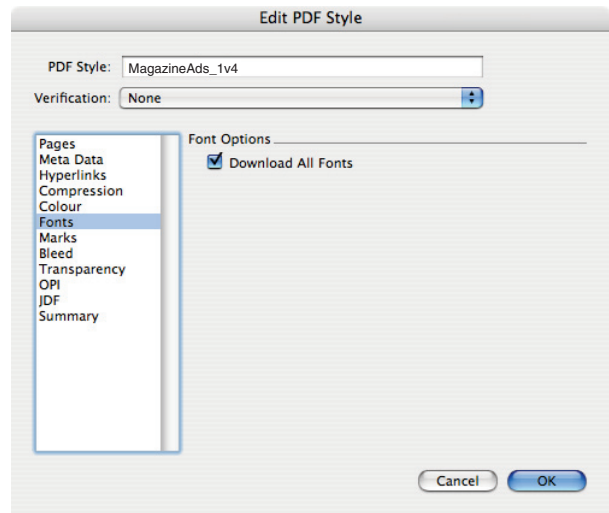 Edit PDF Style
PDF Style: MagazineAds_1v4
Verification: None
Pages
Meta Data
Hyperlinks
Compression
Colour
Fonts
Marks
Bleed
Transparency
OPI
JDF
Summary
Font Options
Download All Fonts
Cancel OK